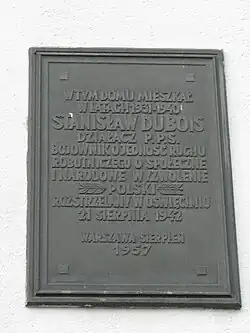 W TYM DOMU MIESZKAŁ
W LATACH 1931-1940
STANISŁAW DUBOIS
DZIAŁACZ P.P.S.
BOJOWNIK O JEDNOŚĆ RUCHU
ROBOTNICZEGO O SPOŁECZNE
I NARODOWE WYZWOLENIE
POLSKI
ROZSTRZELANY W OŚWIĘCIMIU
21 SIERPNIA 1942
WARSZAWA SIERPIEŃ
1957